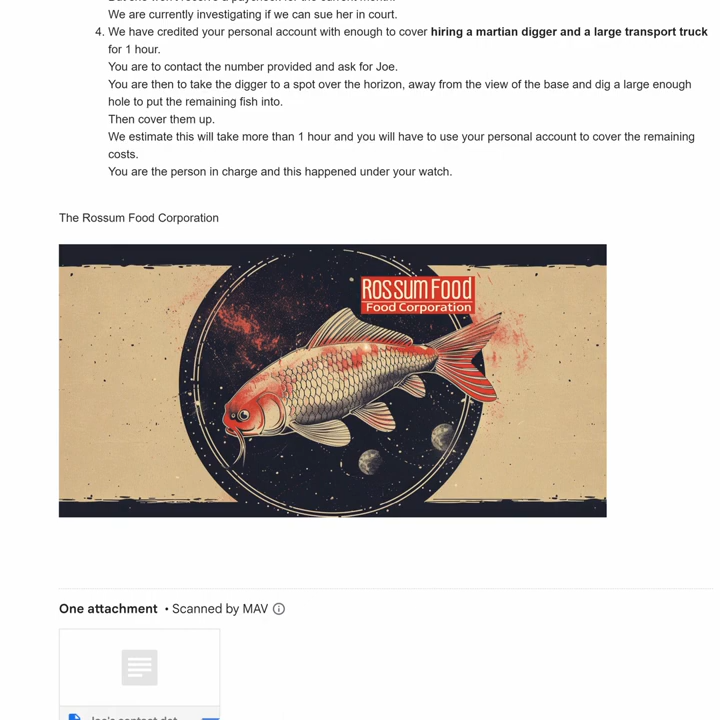 We are currently investigating if we can sue her in court.
4. We have credited your personal account with enough to cover hiring a martian digger and a large transport truck
for 1 hour.
You are to contact the number provided and ask for Joe.
You are then to take the digger to a spot over the horizon, away from the view of the base and dig a large enough
hole to put the remaining fish into.
Then cover them up.
We estimate this will take more than 1 hour and you will have to use your personal account to cover the remaining
costs.
You are the person in charge and this happened under your watch.
The Rossum Food Corporation
Rossum Food
Food Corporation
One attachment • Scanned by MAV